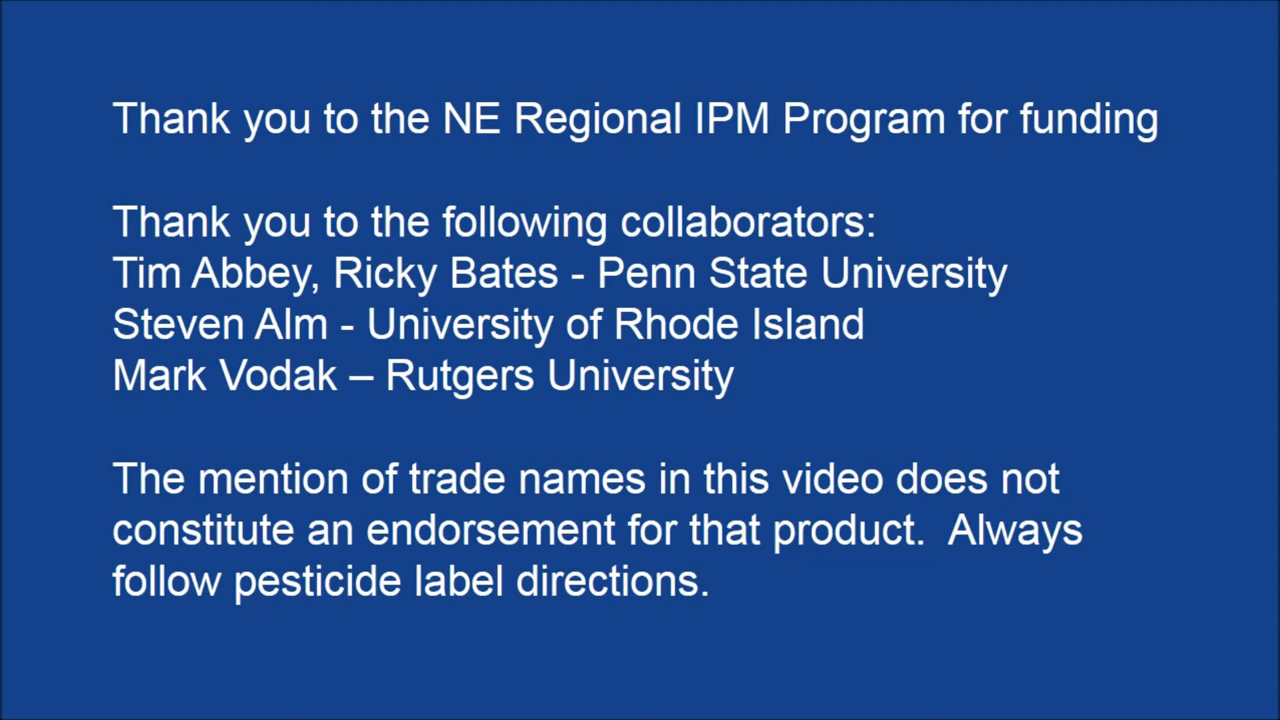 Thank you to the NE Regional IPM Program for funding
Thank you to the following collaborators:
Tim Abbey, Ricky Bates - Penn State University
Steven Alm - University of Rhode Island
Mark Vodak – Rutgers University
The mention of trade names in this video does not
constitute an endorsement for that product.  Always
follow pesticide label directions.